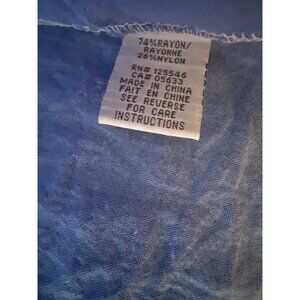 74%RAYON/
RAYONNE
26%NYLON
RN# 125546
CA# 05633
MADE IN CHINA
FAIT EN CHINE
SEE REVERSE
FOR CARE
INSTRUCTIONS